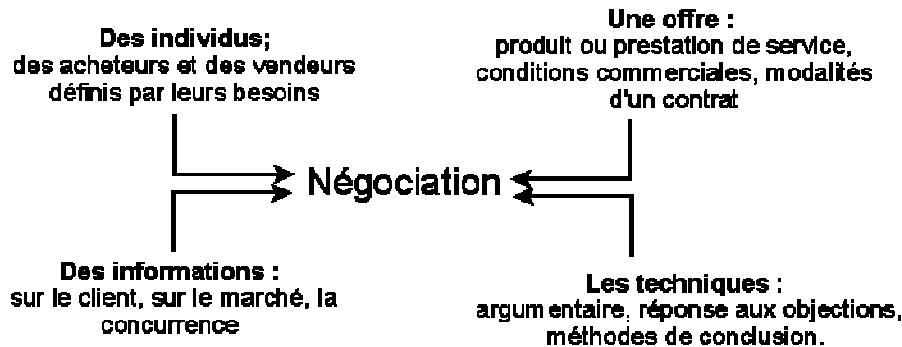 Des individus;
des acheteurs et des vendeurs
définis par leurs besoins
Une offre :
produit ou prestation de service,
conditions commerciales, modalités
d'un contrat
Négociation
Des informations :
sur le client, sur le marché, la
concurrence
Les techniques :
argumentaire, réponse aux objections,
méthodes de conclusion.